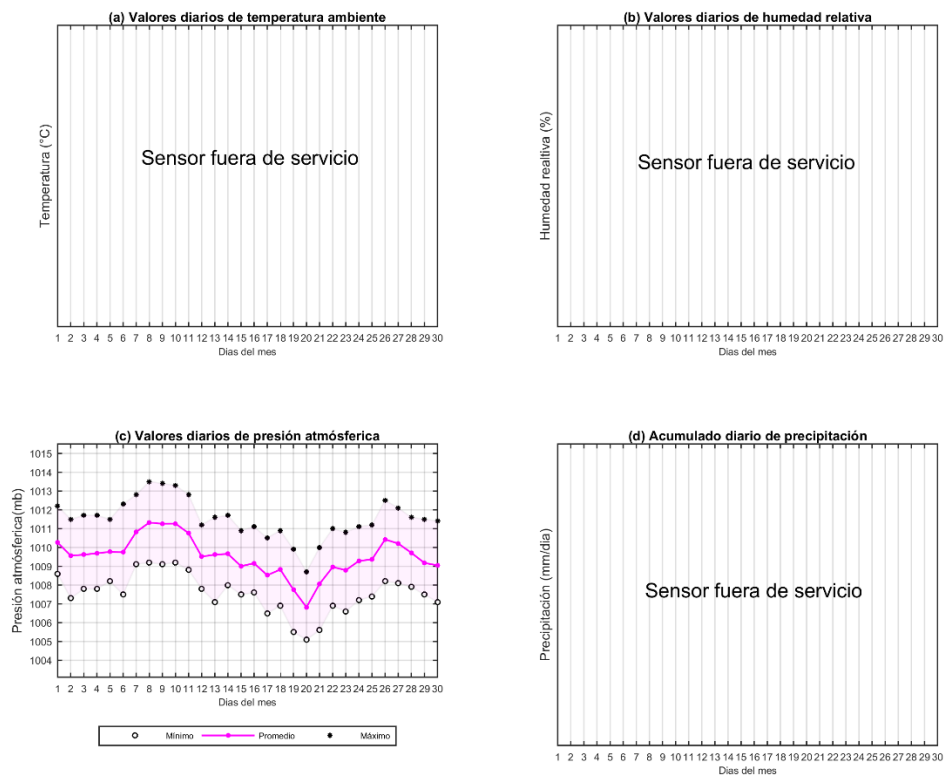 (a) Valores diarios de temperatura ambiente
Temperatura (°C)
Sensor fuera de servicio
1 2 3 4 5 6 7 8 9 10 11 12 13 14 15 16 17 18 19 20 21 22 23 24 25 26 27 28 29 30
Dias del mes
(b) Valores diarios de humedad relativa
Humedad realtiva (%)
Sensor fuera de servicio
1 2 3 4 5 6 7 8 9 10 11 12 13 14 15 16 17 18 19 20 21 22 23 24 25 26 27 28 29 30
Dias del mes
(c) Valores diarios de presión atmósferica
Presión atmósferica(mb)
1015
1014
1013
1012
1011
1010
1009
1008
1007
1006
1005
1004
1 2 3 4 5 6 7 8 9 10 11 12 13 14 15 16 17 18 19 20 21 22 23 24 25 26 27 28 29 30
Dias del mes
Mínimo Promedio Máximo
(d) Acumulado diario de precipitación
Precipitación (mm/día)
Sensor fuera de servicio
1 2 3 4 5 6 7 8 9 10 11 12 13 14 15 16 17 18 19 20 21 22 23 24 25 26 27 28 29 30
Dias del mes